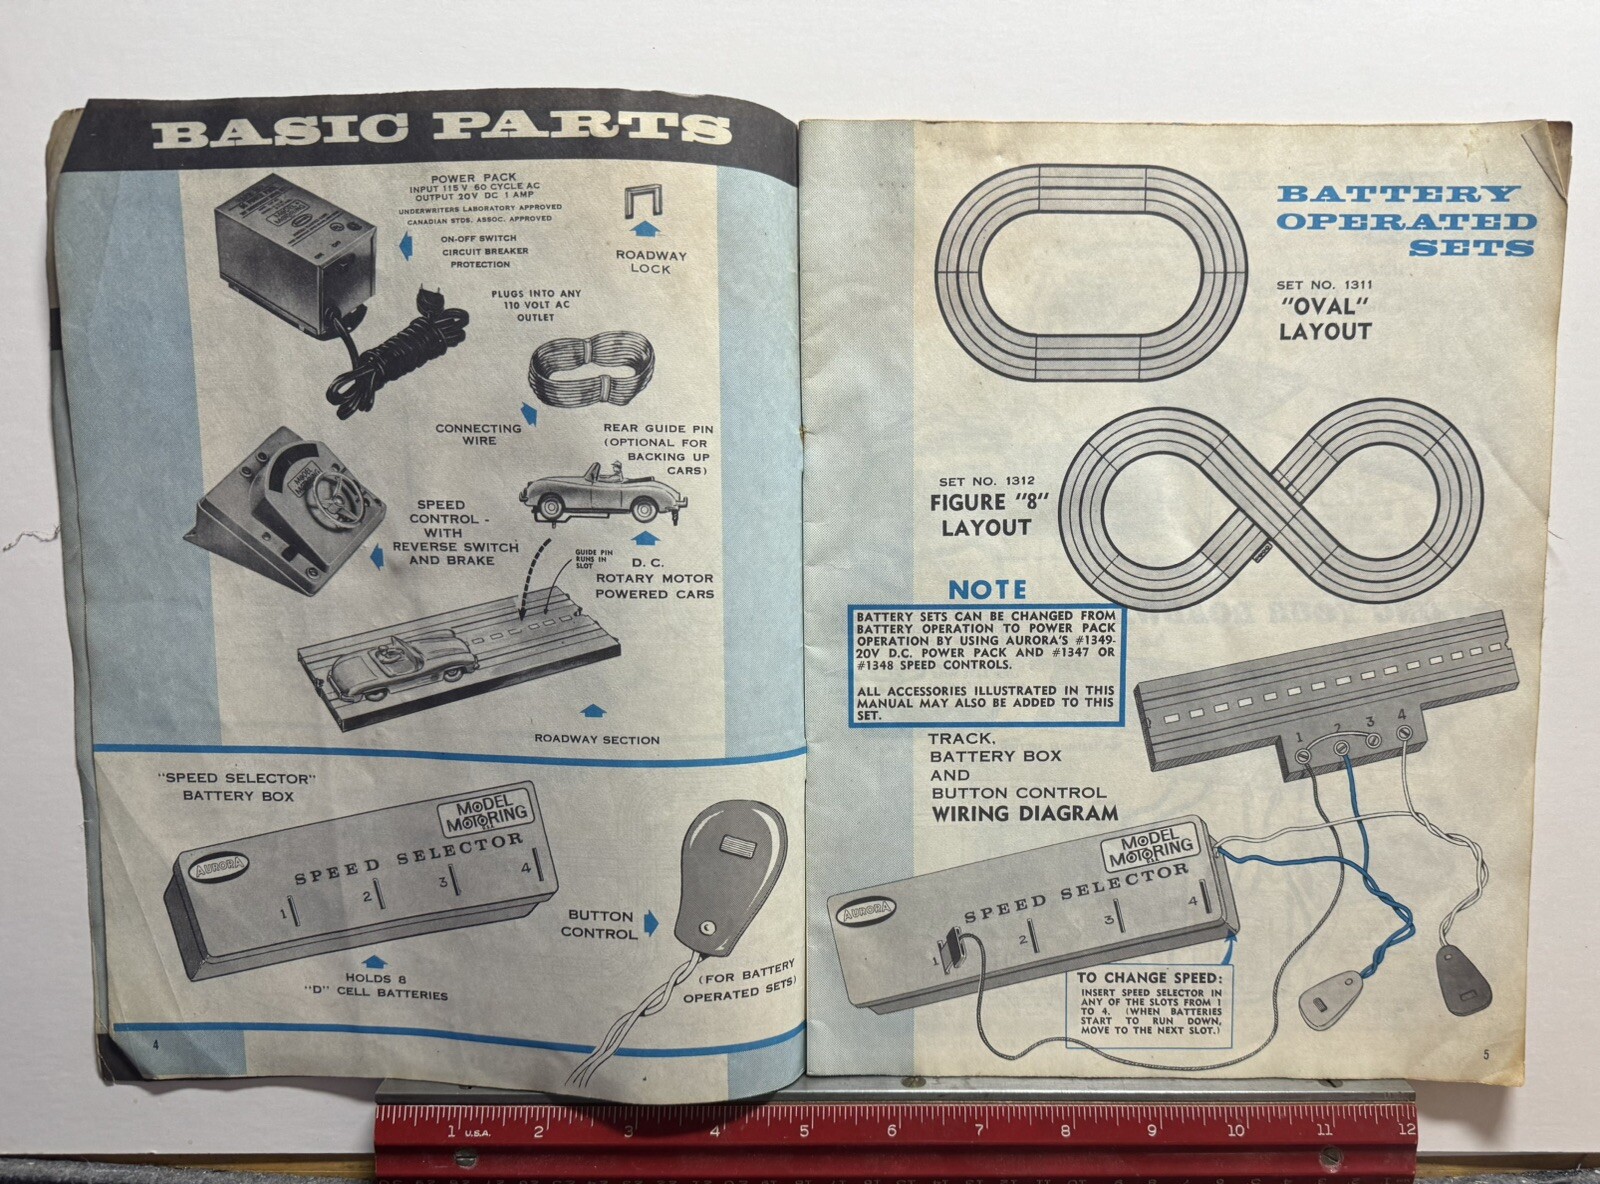 BASIC PARTS
POWER PACK
INPUT 115 V 60 CYCLE AC
OUTPUT 20V DC 1 AMP
UNDERWRITERS LABORATORY APPROVED
CANADIAN STDS. ASSOC. APPROVED
ON-OFF SWITCH
CIRCUIT BREAKER
PROTECTION
PLUGS INTO ANY
110 VOLT AC
OUTLET
ROADWAY
LOCK
CONNECTING
WIRE
REAR GUIDE PIN
(OPTIONAL FOR
BACKING UP
CARS)
MODEL
MOTORING
SPEED
CONTROL -
WITH
REVERSE SWITCH
AND BRAKE
GUIDE PIN
RUNS IN
SLOT
D. C.
ROTARY MOTOR
POWERED CARS
ROADWAY SECTION
"SPEED SELECTOR"
BATTERY BOX
MODEL
MOTORING
AURORA
SPEED SELECTOR
1 2 3 4
HOLDS 8
"D" CELL BATTERIES
BUTTON
CONTROL
(FOR BATTERY
OPERATED SETS)
4
BATTERY
OPERATED
SETS
SET NO. 1311
"OVAL"
LAYOUT
SET NO. 1312
FIGURE "8"
LAYOUT
NOTE
BATTERY SETS CAN BE CHANGED FROM
BATTERY OPERATION TO POWER PACK
OPERATION BY USING AURORA'S #1349-
20V D.C. POWER PACK AND #1347 OR
#1348 SPEED CONTROLS.
ALL ACCESSORIES ILLUSTRATED IN THIS
MANUAL MAY ALSO BE ADDED TO THIS
SET.
TRACK,
BATTERY BOX
AND
BUTTON CONTROL
WIRING DIAGRAM
1 2 3 4
MODEL
MOTORING
AURORA
SPEED SELECTOR
1 2 3 4
TO CHANGE SPEED:
INSERT SPEED SELECTOR IN
ANY OF THE SLOTS FROM 1
TO 4. (WHEN BATTERIES
START TO RUN DOWN,
MOVE TO THE NEXT SLOT.)
5
1 U.S.A. 2 3 4 5 6 7 8 9 10 11 12